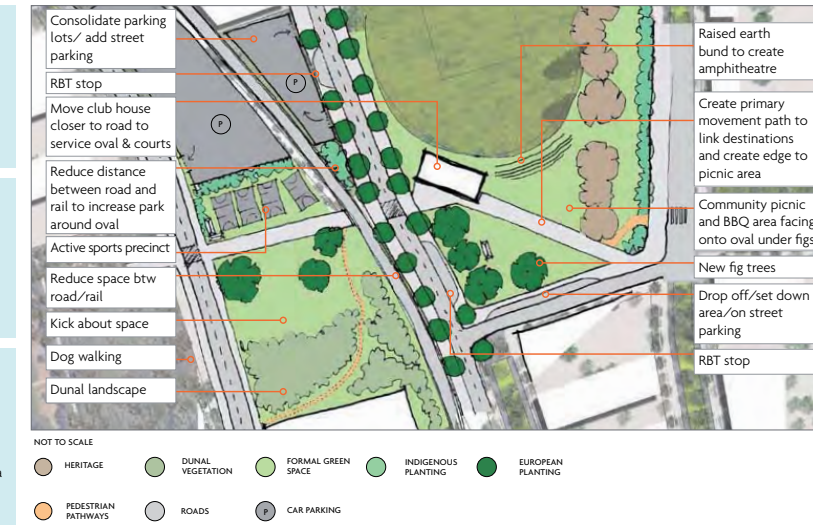 Consolidate parking
lots/ add street
parking
RBT stop
Move club house
closer to road to
service oval & courts
Reduce distance
between road and
rail to increase park
around oval
Active sports precinct
Reduce space btw
road/rail
Kick about space
Dog walking
Dunal landscape
P
P
Raised earth
bund to create
amphitheatre
Create primary
movement path to
link destinations
and create edge to
picnic area
Community picnic
and BBQ area facing
onto oval under figs
New fig trees
Drop off/set down
area/on street
parking
RBT stop
NOT TO SCALE
HERITAGE
DUNAL
VEGETATION
FORMAL GREEN
SPACE
INDIGENOUS
PLANTING
EUROPEAN
PLANTING
PEDESTRIAN
PATHWAYS
ROADS
P
CAR PARKING